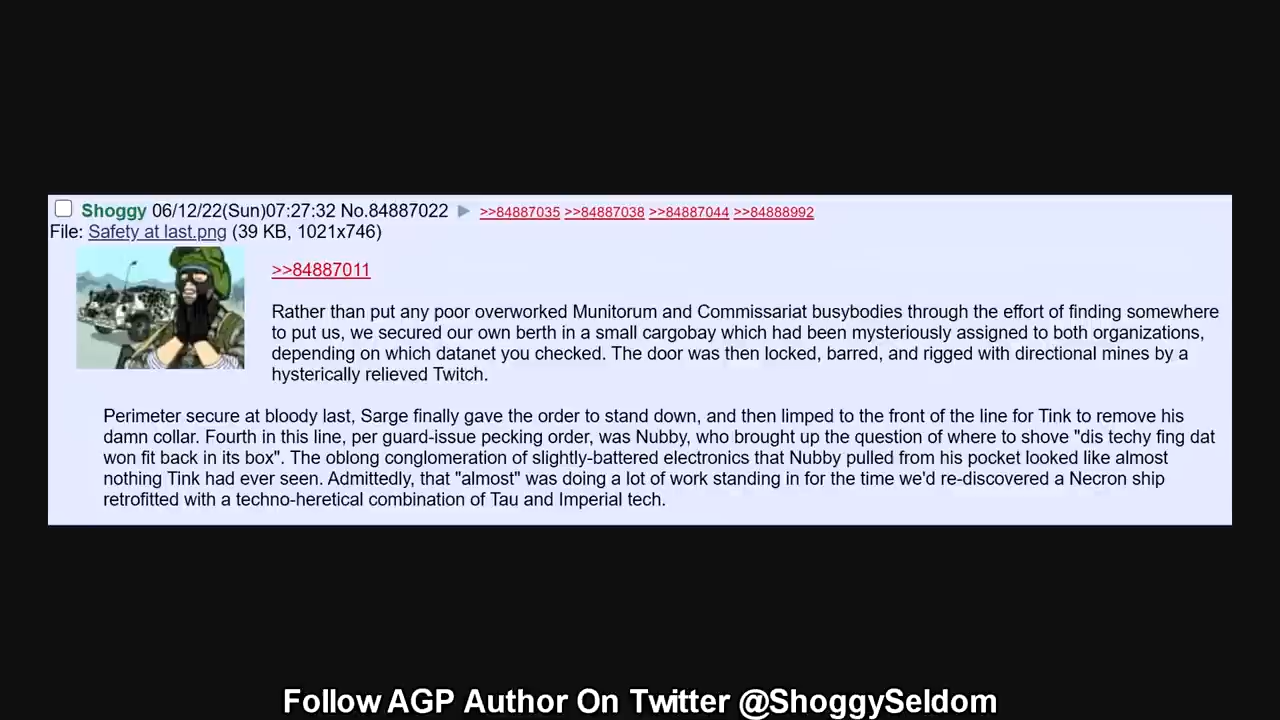 Shoggy 06/12/22(Sun)07:27:32 No.84887022 ▶ >>84887035 >>84887038 >>84887044 >>84888992
File: Safety at last.png (39 KB, 1021x746)
>>84887011
Rather than put any poor overworked Munitorum and Commissariat busybodies through the effort of finding somewhere
to put us, we secured our own berth in a small cargobay which had been mysteriously assigned to both organizations,
depending on which datanet you checked. The door was then locked, barred, and rigged with directional mines by a
hysterically relieved Twitch.
Perimeter secure at bloody last, Sarge finally gave the order to stand down, and then limped to the front of the line for Tink to remove his
damn collar. Fourth in this line, per guard-issue pecking order, was Nubby, who brought up the question of where to shove "dis techy fing dat
won fit back in its box". The oblong conglomeration of slightly-battered electronics that Nubby pulled from his pocket looked like almost
nothing Tink had ever seen. Admittedly, that "almost" was doing a lot of work standing in for the time we'd re-discovered a Necron ship
retrofitted with a techno-heretical combination of Tau and Imperial tech.
Follow AGP Author On Twitter @ShoggySeldom